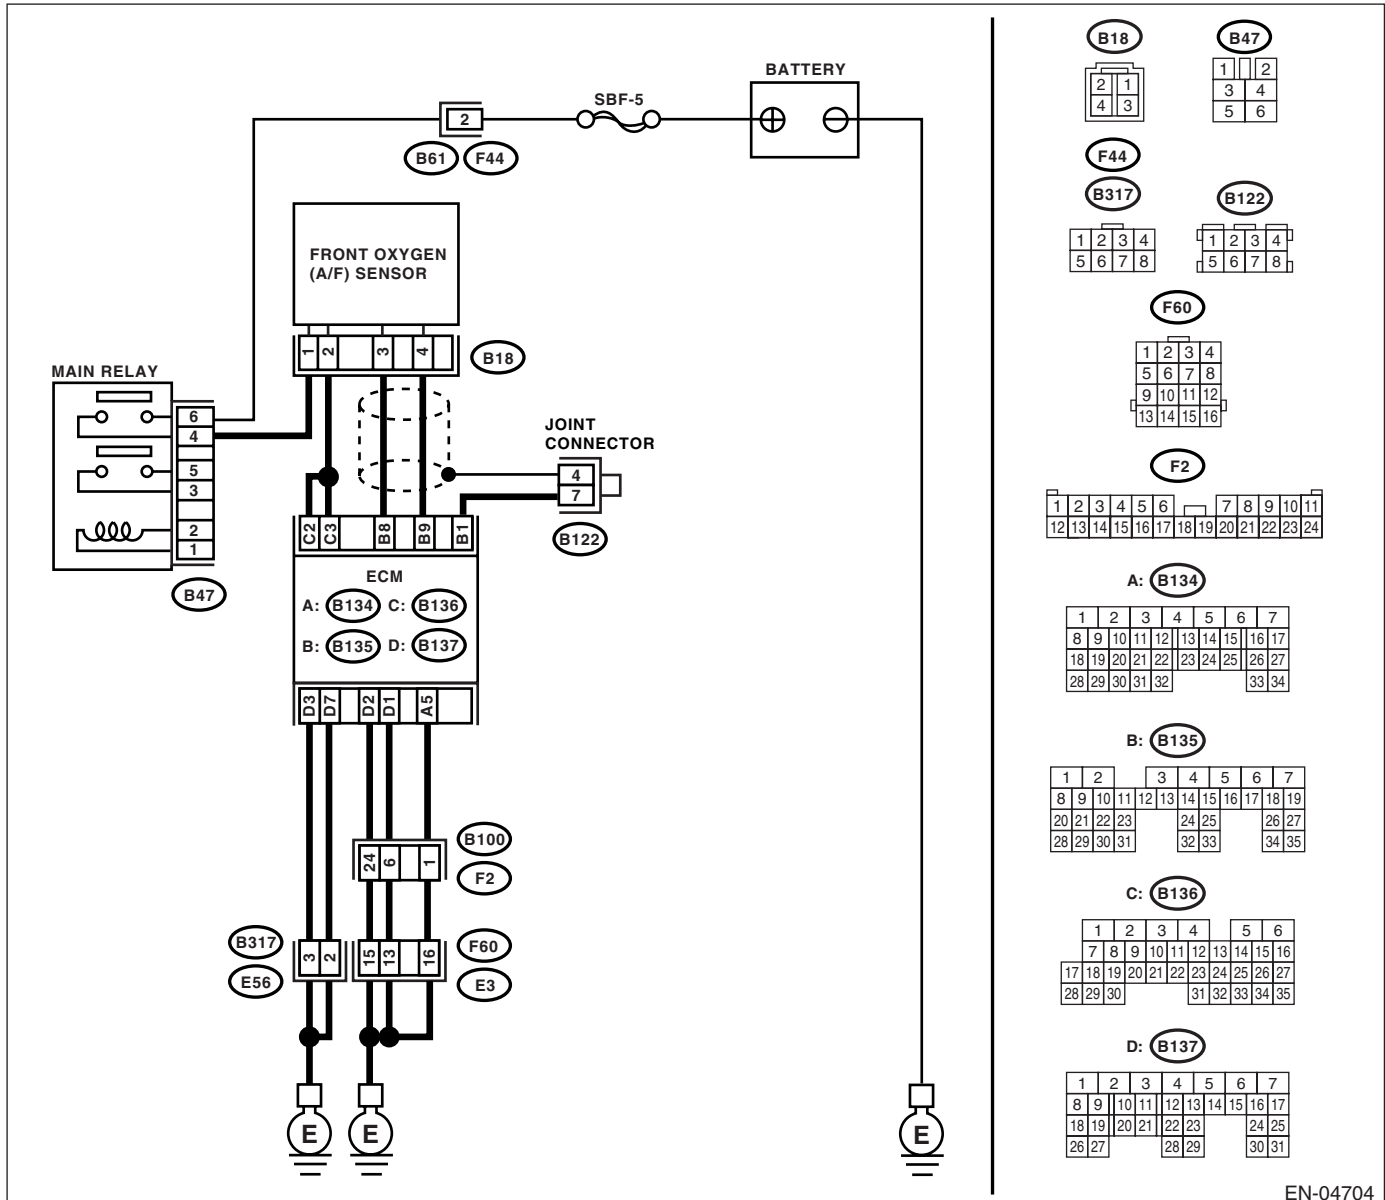 BATTERY
SBF-5
2
B61 F44
FRONT OXYGEN
(A/F) SENSOR
1 2 3 4
B18
MAIN RELAY
6
4
5
3
2
1
B47
JOINT
CONNECTOR
4
7
B122
C2 C3 B8 B9 B1
ECM
A: B134 C: B136
B: B135 D: B137
D3 D7 D2 D1 A5
24 6 1
B100
F2
B317
E56
3 2
15 13 16
F60
E3
E E E
B18 B47
2 1
4 3
1 2
3 4
5 6
F44
B317 B122
1 2 3 4
5 6 7 8
1 2 3 4
5 6 7 8
F60
1 2 3 4
5 6 7 8
9 10 11 12
13 14 15 16
F2
1 2 3 4 5 6 7 8 9 10 11
12 13 14 15 16 17 18 19 20 21 22 23 24
A: B134
1 2 3 4 5 6 7
8 9 10 11 12 13 14 15 16 17
18 19 20 21 22 23 24 25 26 27
28 29 30 31 32 33 34
B: B135
1 2 3 4 5 6 7
8 9 10 11 12 13 14 15 16 17 18 19
20 21 22 23 24 25 26 27
28 29 30 31 32 33 34 35
C: B136
1 2 3 4 5 6
7 8 9 10 11 12 13 14 15 16
17 18 19 20 21 22 23 24 25 26 27
28 29 30 31 32 33 34 35
D: B137
1 2 3 4 5 6 7
8 9 10 11 12 13 14 15 16 17
18 19 20 21 22 23 24 25
26 27 28 29 30 31
EN-04704